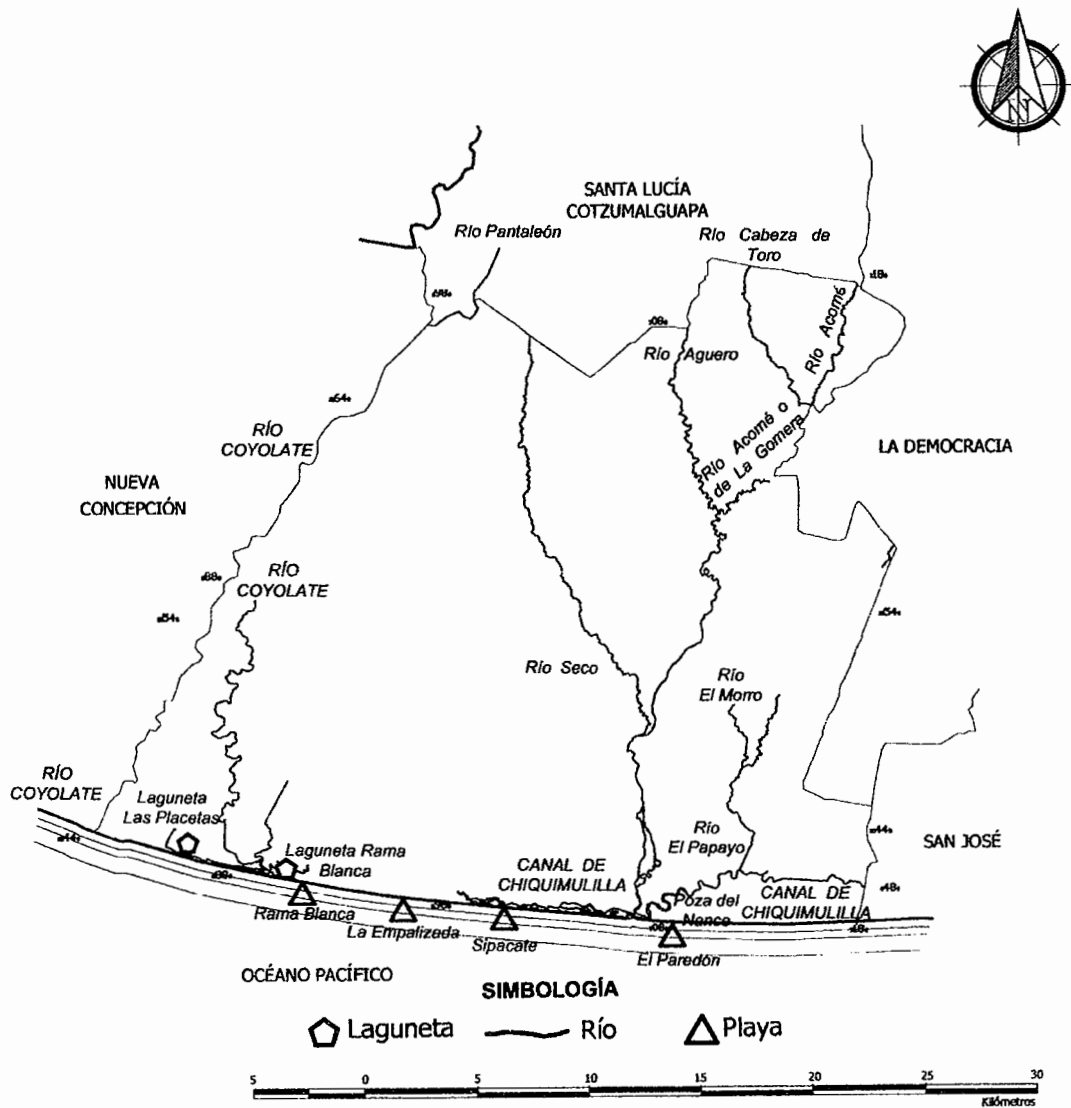 N
SANTA LUCÍA
COTZUMALGUAPA
Río Pantaleón
Río Cabeza de
Toro
Río Aguero
Río Acomé
Río Acomé o
de La Gomera
RÍO
COYOLATE
LA DEMOCRACIA
NUEVA
CONCEPCIÓN
RÍO
COYOLATE
Río Seco
Río
El Morro
RÍO
COYOLATE
Laguneta
Las Placetas
Laguneta Rama
Blanca
Río
El Papayo
SAN JOSÉ
CANAL DE
CHIQUIMULILLA
Poza del
Nance
CANAL DE
CHIQUIMULILLA
Rama Blanca
La Empalizada
Sipacate
El Paredón
OCÉANO PACÍFICO
SIMBOLOGÍA
Laguneta
Río
Playa
5 0 5 10 15 20 25 30
Kilómetros